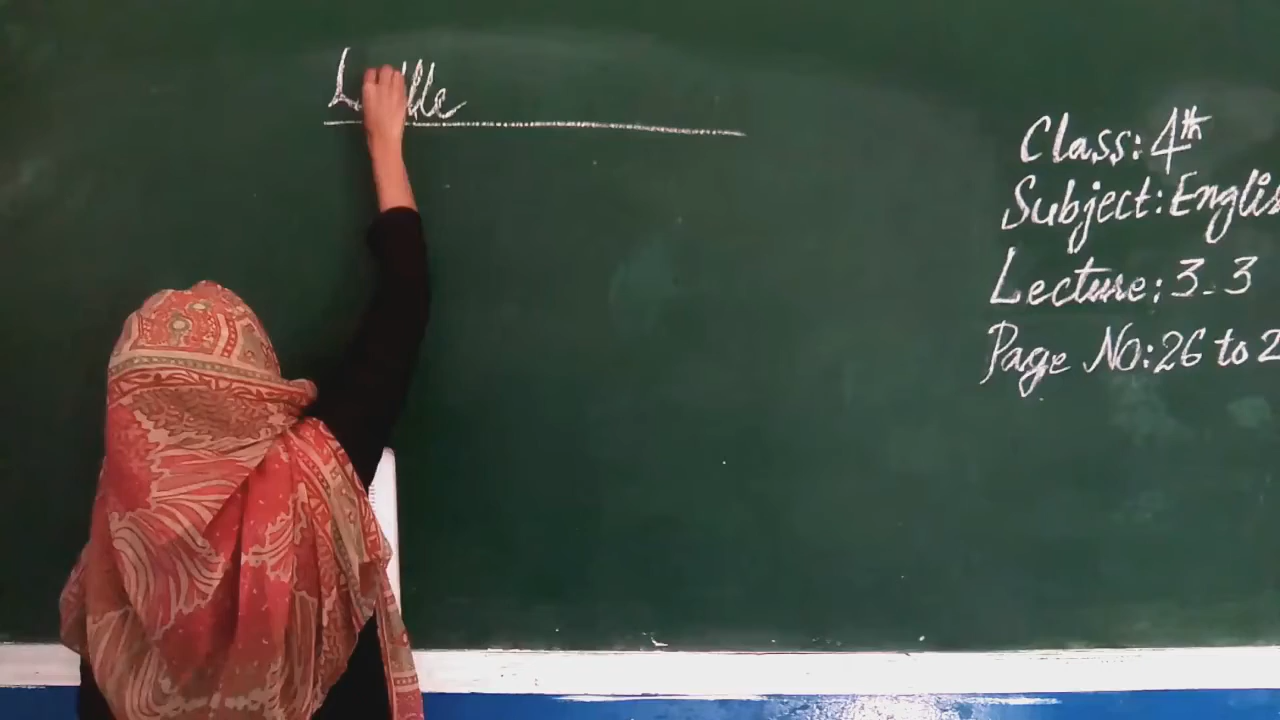 Class: 4th
Subject: Englis
Lecture: 3-3
Page No: 26 to 2